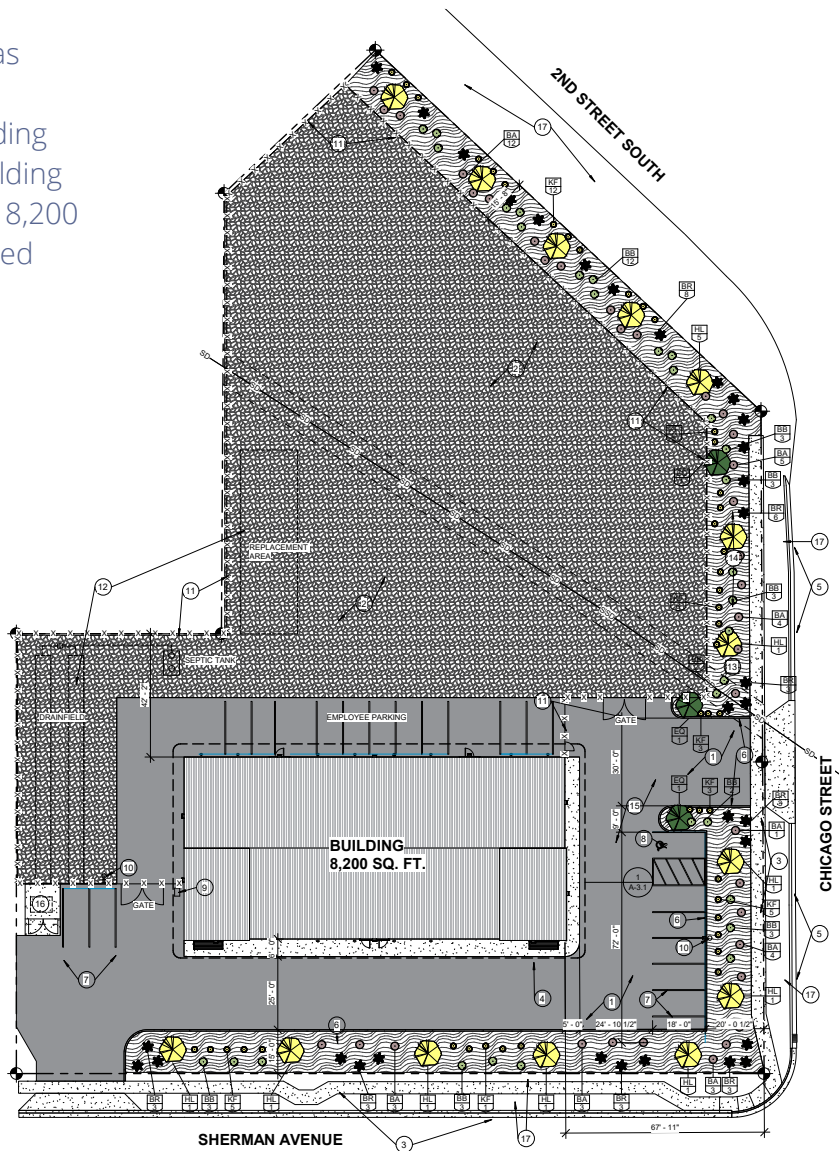 as
ding
lding
8,200
ed
2ND STREET SOUTH
17
11
BA
12
KF
12
BB
12
BR
8
HL
5
SD
11
BB
3
BA
5
BB
3
BR
6
17
14
5
REPLACEMENT
AREA
12
11
BB
3
BA
4
HL
1
13
SEPTIC TANK
DRAINFIELD
42' - 2"
EMPLOYEE PARKING
11
GATE
EQ
1
KF
3
1
6
SD
CHICAGO STREET
30' - 0"
EQ
1
KF
3
BB
2
15
BR
3
BA
1
8
3
BUILDING
8,200 SQ. FT.
1
A-3.1
HL
1
10
GATE
9
16
6
KF
5
BB
3
72' - 0"
10
BA
4
5
7
25' - 0"
4
1
7
HL
1
17
5' - 0"
24' - 10 1/2"
18' - 0"
20' - 0 1/2"
6
15' - 0"
BR
3
HL
1
BB
3
KF
5
HL
1
BR
3
BA
3
HL
1
BB
3
KF
1
HL
1
BA
3
BR
3
HL
1
BA
3
BR
3
SHERMAN AVENUE
3
17
67' - 11"